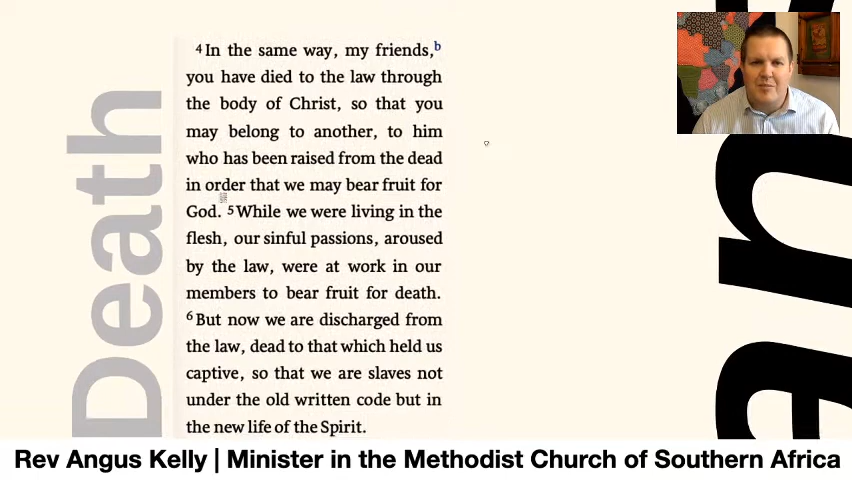 Death
4 In the same way, my friends,b
you have died to the law through
the body of Christ, so that you
may belong to another, to him
who has been raised from the dead
in order that we may bear fruit for
God. 5 While we were living in the
flesh, our sinful passions, aroused
by the law, were at work in our
members to bear fruit for death.
6 But now we are discharged from
the law, dead to that which held us
captive, so that we are slaves not
under the old written code but in
the new life of the Spirit.
an
Rev Angus Kelly | Minister in the Methodist Church of Southern Africa